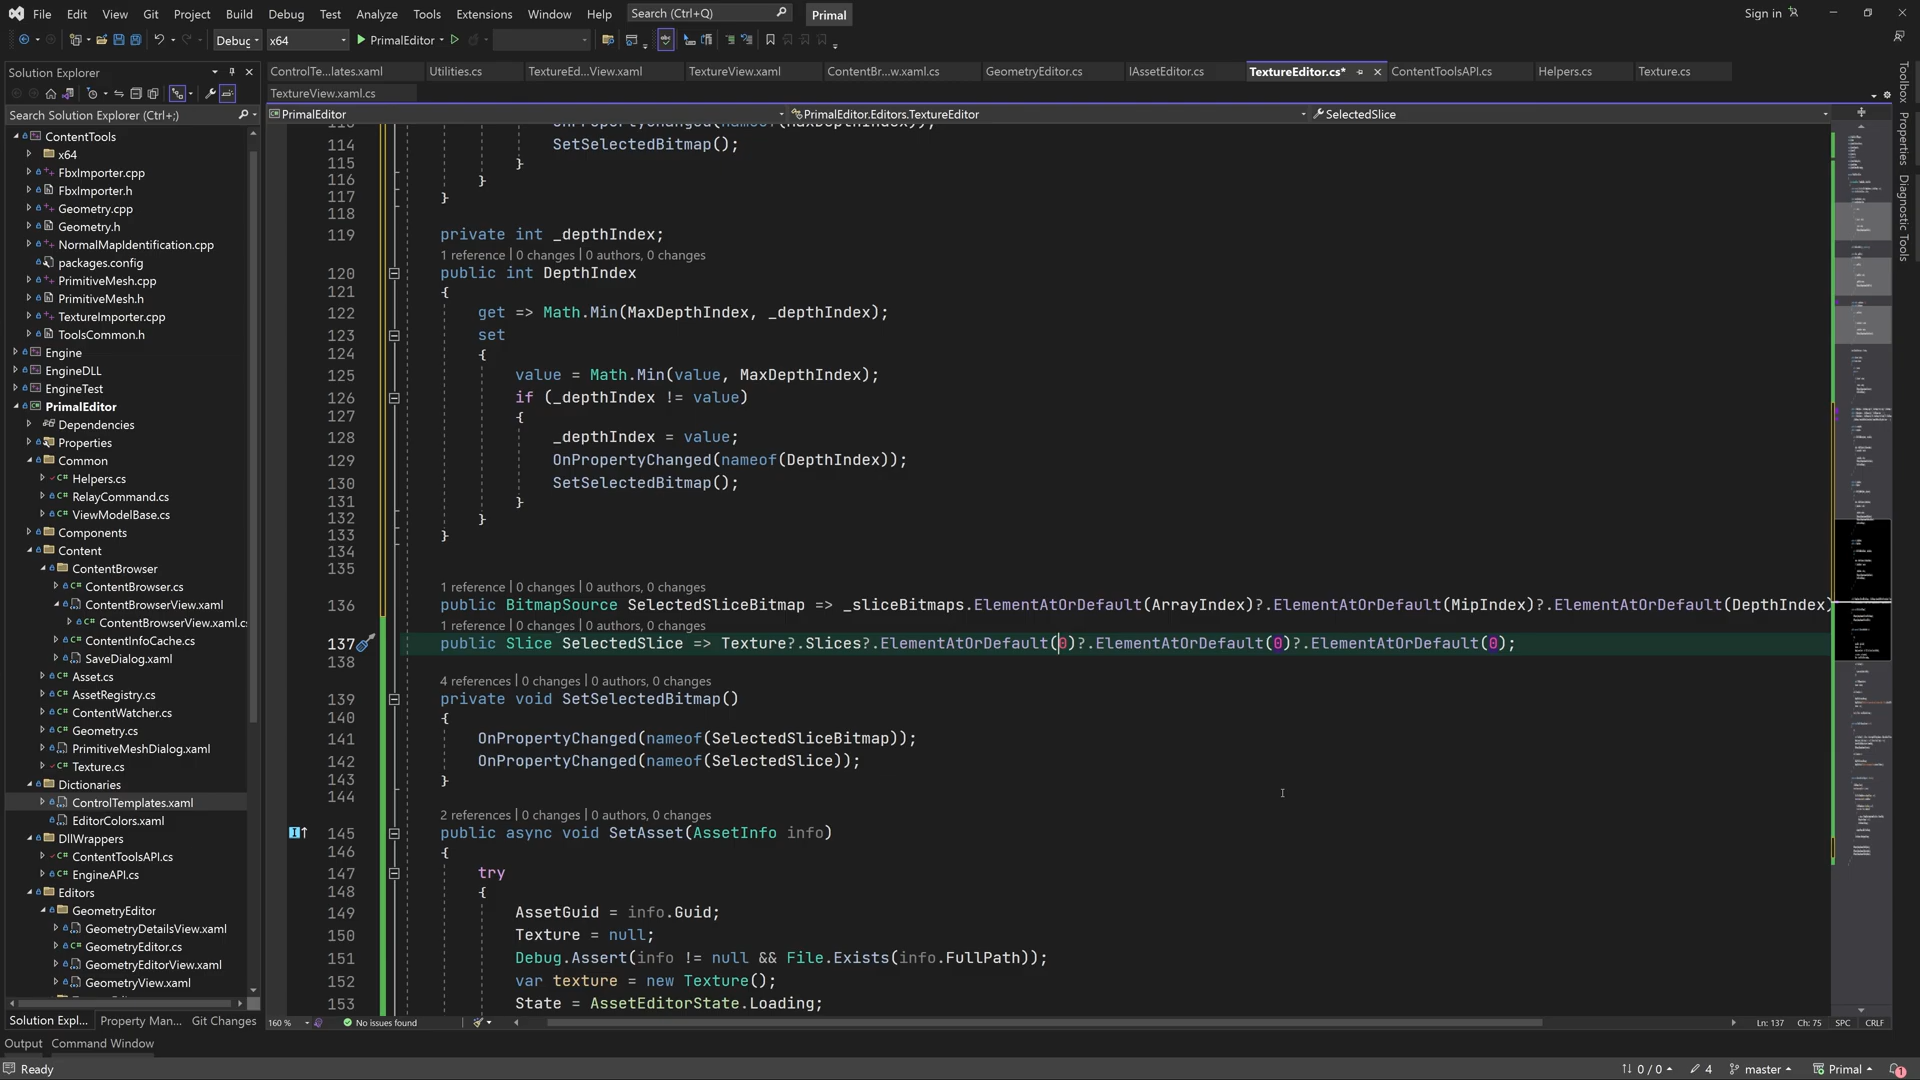 File Edit View Git Project Build Debug Test Analyze Tools Extensions Window Help Search (Ctrl+Q) Primal Sign in
Debug x64 PrimalEditor
Solution Explorer
Search Solution Explorer (Ctrl+;)
ContentTools
x64
FbxImporter.cpp
FbxImporter.h
Geometry.cpp
Geometry.h
NormalMapIdentification.cpp
packages.config
PrimitiveMesh.cpp
PrimitiveMesh.h
TextureImporter.cpp
ToolsCommon.h
Engine
EngineDLL
EngineTest
PrimalEditor
Dependencies
Properties
Common
Helpers.cs
RelayCommand.cs
ViewModelBase.cs
Components
Content
ContentBrowser
ContentBrowser.cs
ContentBrowserView.xaml
ContentBrowserView.xaml.cs
ContentInfoCache.cs
SaveDialog.xaml
Asset.cs
AssetRegistry.cs
ContentWatcher.cs
Geometry.cs
PrimitiveMeshDialog.xaml
Texture.cs
Dictionaries
ControlTemplates.xaml
EditorColors.xaml
DllWrappers
ContentToolsAPI.cs
EngineAPI.cs
Editors
GeometryEditor
GeometryDetailsView.xaml
GeometryEditor.cs
GeometryEditorView.xaml
GeometryView.xaml
Solution Expl... Property Man... Git Changes
ControlTe...lates.xaml Utilities.cs TextureEd...View.xaml TextureView.xaml ContentBr...w.xaml.cs GeometryEditor.cs IAssetEditor.cs TextureEditor.cs* ContentToolsAPI.cs Helpers.cs Texture.cs
TextureView.xaml.cs
PrimalEditor PrimalEditor.Editors.TextureEditor SelectedSlice
113 OnPropertyChanged(nameof(MaxDepthIndex));
114 SetSelectedBitmap();
115 }
116 }
117 }
118
119 private int _depthIndex;
1 reference | 0 changes | 0 authors, 0 changes
120 public int DepthIndex
121 {
122 get => Math.Min(MaxDepthIndex, _depthIndex);
123 set
124 {
125 value = Math.Min(value, MaxDepthIndex);
126 if (_depthIndex != value)
127 {
128 _depthIndex = value;
129 OnPropertyChanged(nameof(DepthIndex));
130 SetSelectedBitmap();
131 }
132 }
133 }
134
135
1 reference | 0 changes | 0 authors, 0 changes
136 public BitmapSource SelectedSliceBitmap => _sliceBitmaps.ElementAtOrDefault(ArrayIndex)?.ElementAtOrDefault(MipIndex)?.ElementAtOrDefault(DepthIndex)
1 reference | 0 changes | 0 authors, 0 changes
137 public Slice SelectedSlice => Texture?.Slices?.ElementAtOrDefault(0)?.ElementAtOrDefault(0)?.ElementAtOrDefault(0);
138
4 references | 0 changes | 0 authors, 0 changes
139 private void SetSelectedBitmap()
140 {
141 OnPropertyChanged(nameof(SelectedSliceBitmap));
142 OnPropertyChanged(nameof(SelectedSlice));
143 }
144
2 references | 0 changes | 0 authors, 0 changes
145 public async void SetAsset(AssetInfo info)
146 {
147 try
148 {
149 AssetGuid = info.Guid;
150 Texture = null;
151 Debug.Assert(info != null && File.Exists(info.FullPath));
152 var texture = new Texture();
153 State = AssetEditorState.Loading;
160 % No issues found Ln: 137 Ch: 75 SPC CRLF
Toolbox
Properties
Diagnostic Tools
Output Command Window
Ready 0 / 0 4 master Primal 1